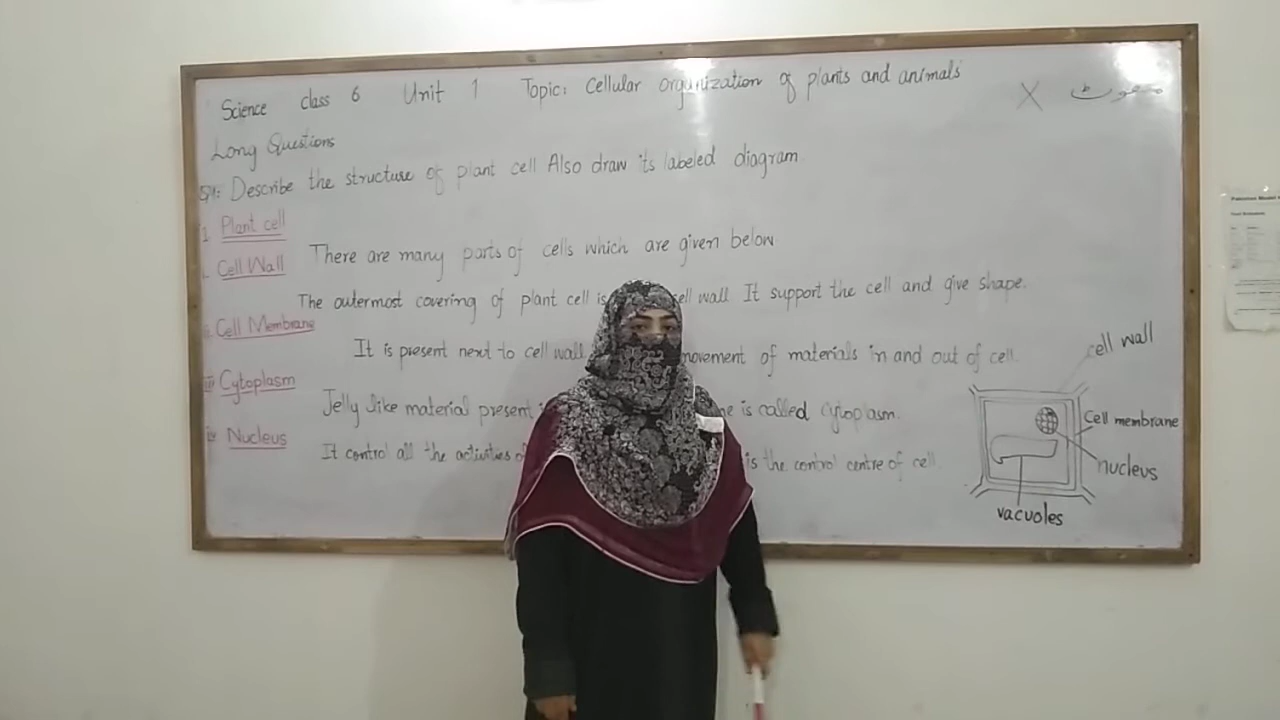 Science class 6 Unit 1 Topic: Cellular organization of plants and animals
X
Long Questions
Describe the structure of plant cell Also draw its labeled diagram
Plant cell
There are many parts of cells which are given below
Cell Wall
The outermost covering of plant cell is cell wall. It support the cell and give shape.
Cell Membrane
It is present next to cell wall. movement of materials in and out of cell.
iii Cytoplasm
Jelly like material present is called Cytoplasm.
iv Nucleus
It control all the activities of is the control centre of cell.
cell wall
Cell membrane
nucleus
vacuoles